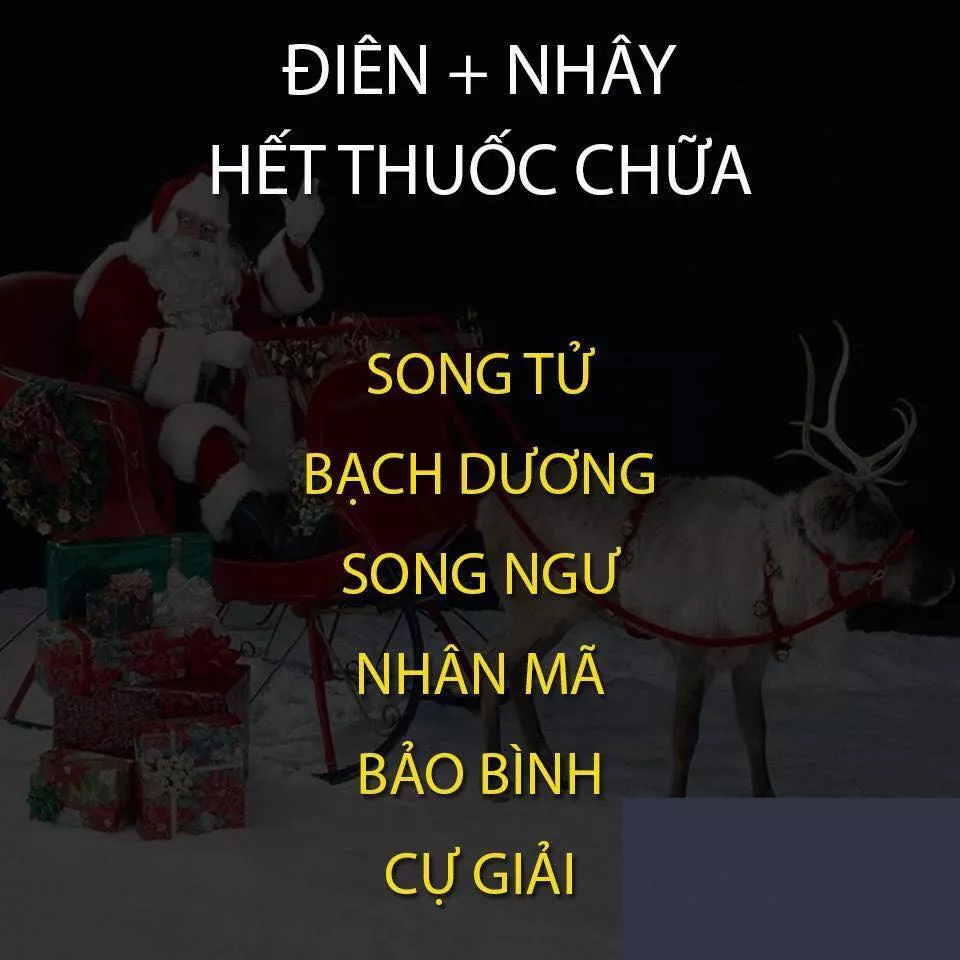 ĐIÊN + NHÂY
HẾT THUỐC CHỮA
SONG TỬ
BẠCH DƯƠNG
SONG NGƯ
NHÂN MÃ
BẢO BÌNH
CỰ GIẢI